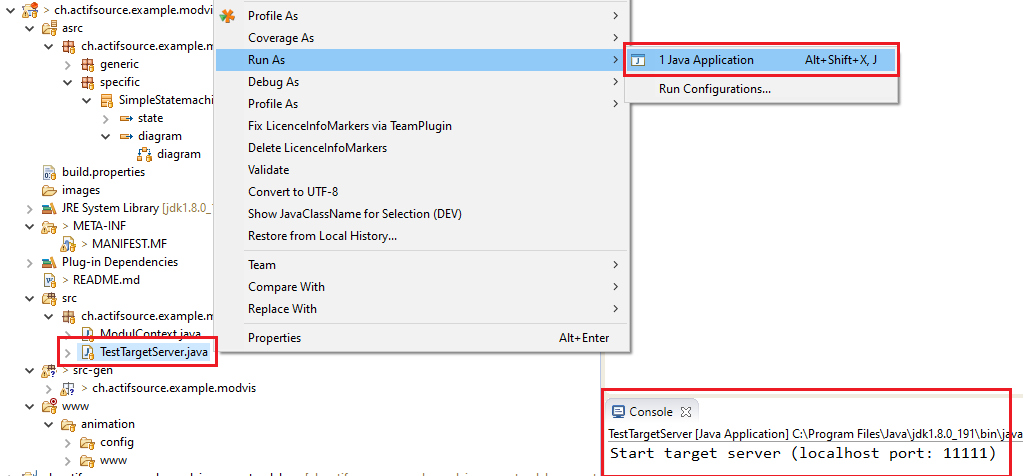 > ch.actifsource.example.modvi
asrc
ch.actifsource.example.m
generic
specific
SimpleStatemachin
state
> diagram
diagram
build.properties
images
JRE System Library [jdk1.8.0_19
> META-INF
> MANIFEST.MF
Plug-in Dependencies
> README.md
src
ch.actifsource.example.m
ModulContext.java
TestTargetServer.java
> src-gen
> ch.actifsource.example.modvis
www
animation
config
www
Profile As
Coverage As
Run As
Debug As
Profile As
Fix LicenceInfoMarkers via TeamPlugin
Delete LicenceInfoMarkers
Validate
Convert to UTF-8
Show JavaClassName for Selection (DEV)
Restore from Local History...
Team
Compare With
Replace With
Properties Alt+Enter
1 Java Application Alt+Shift+X, J
Run Configurations...
Console
TestTargetServer [Java Application] C:\Program Files\Java\jdk1.8.0_191\bin\java
Start target server (localhost port: 11111)